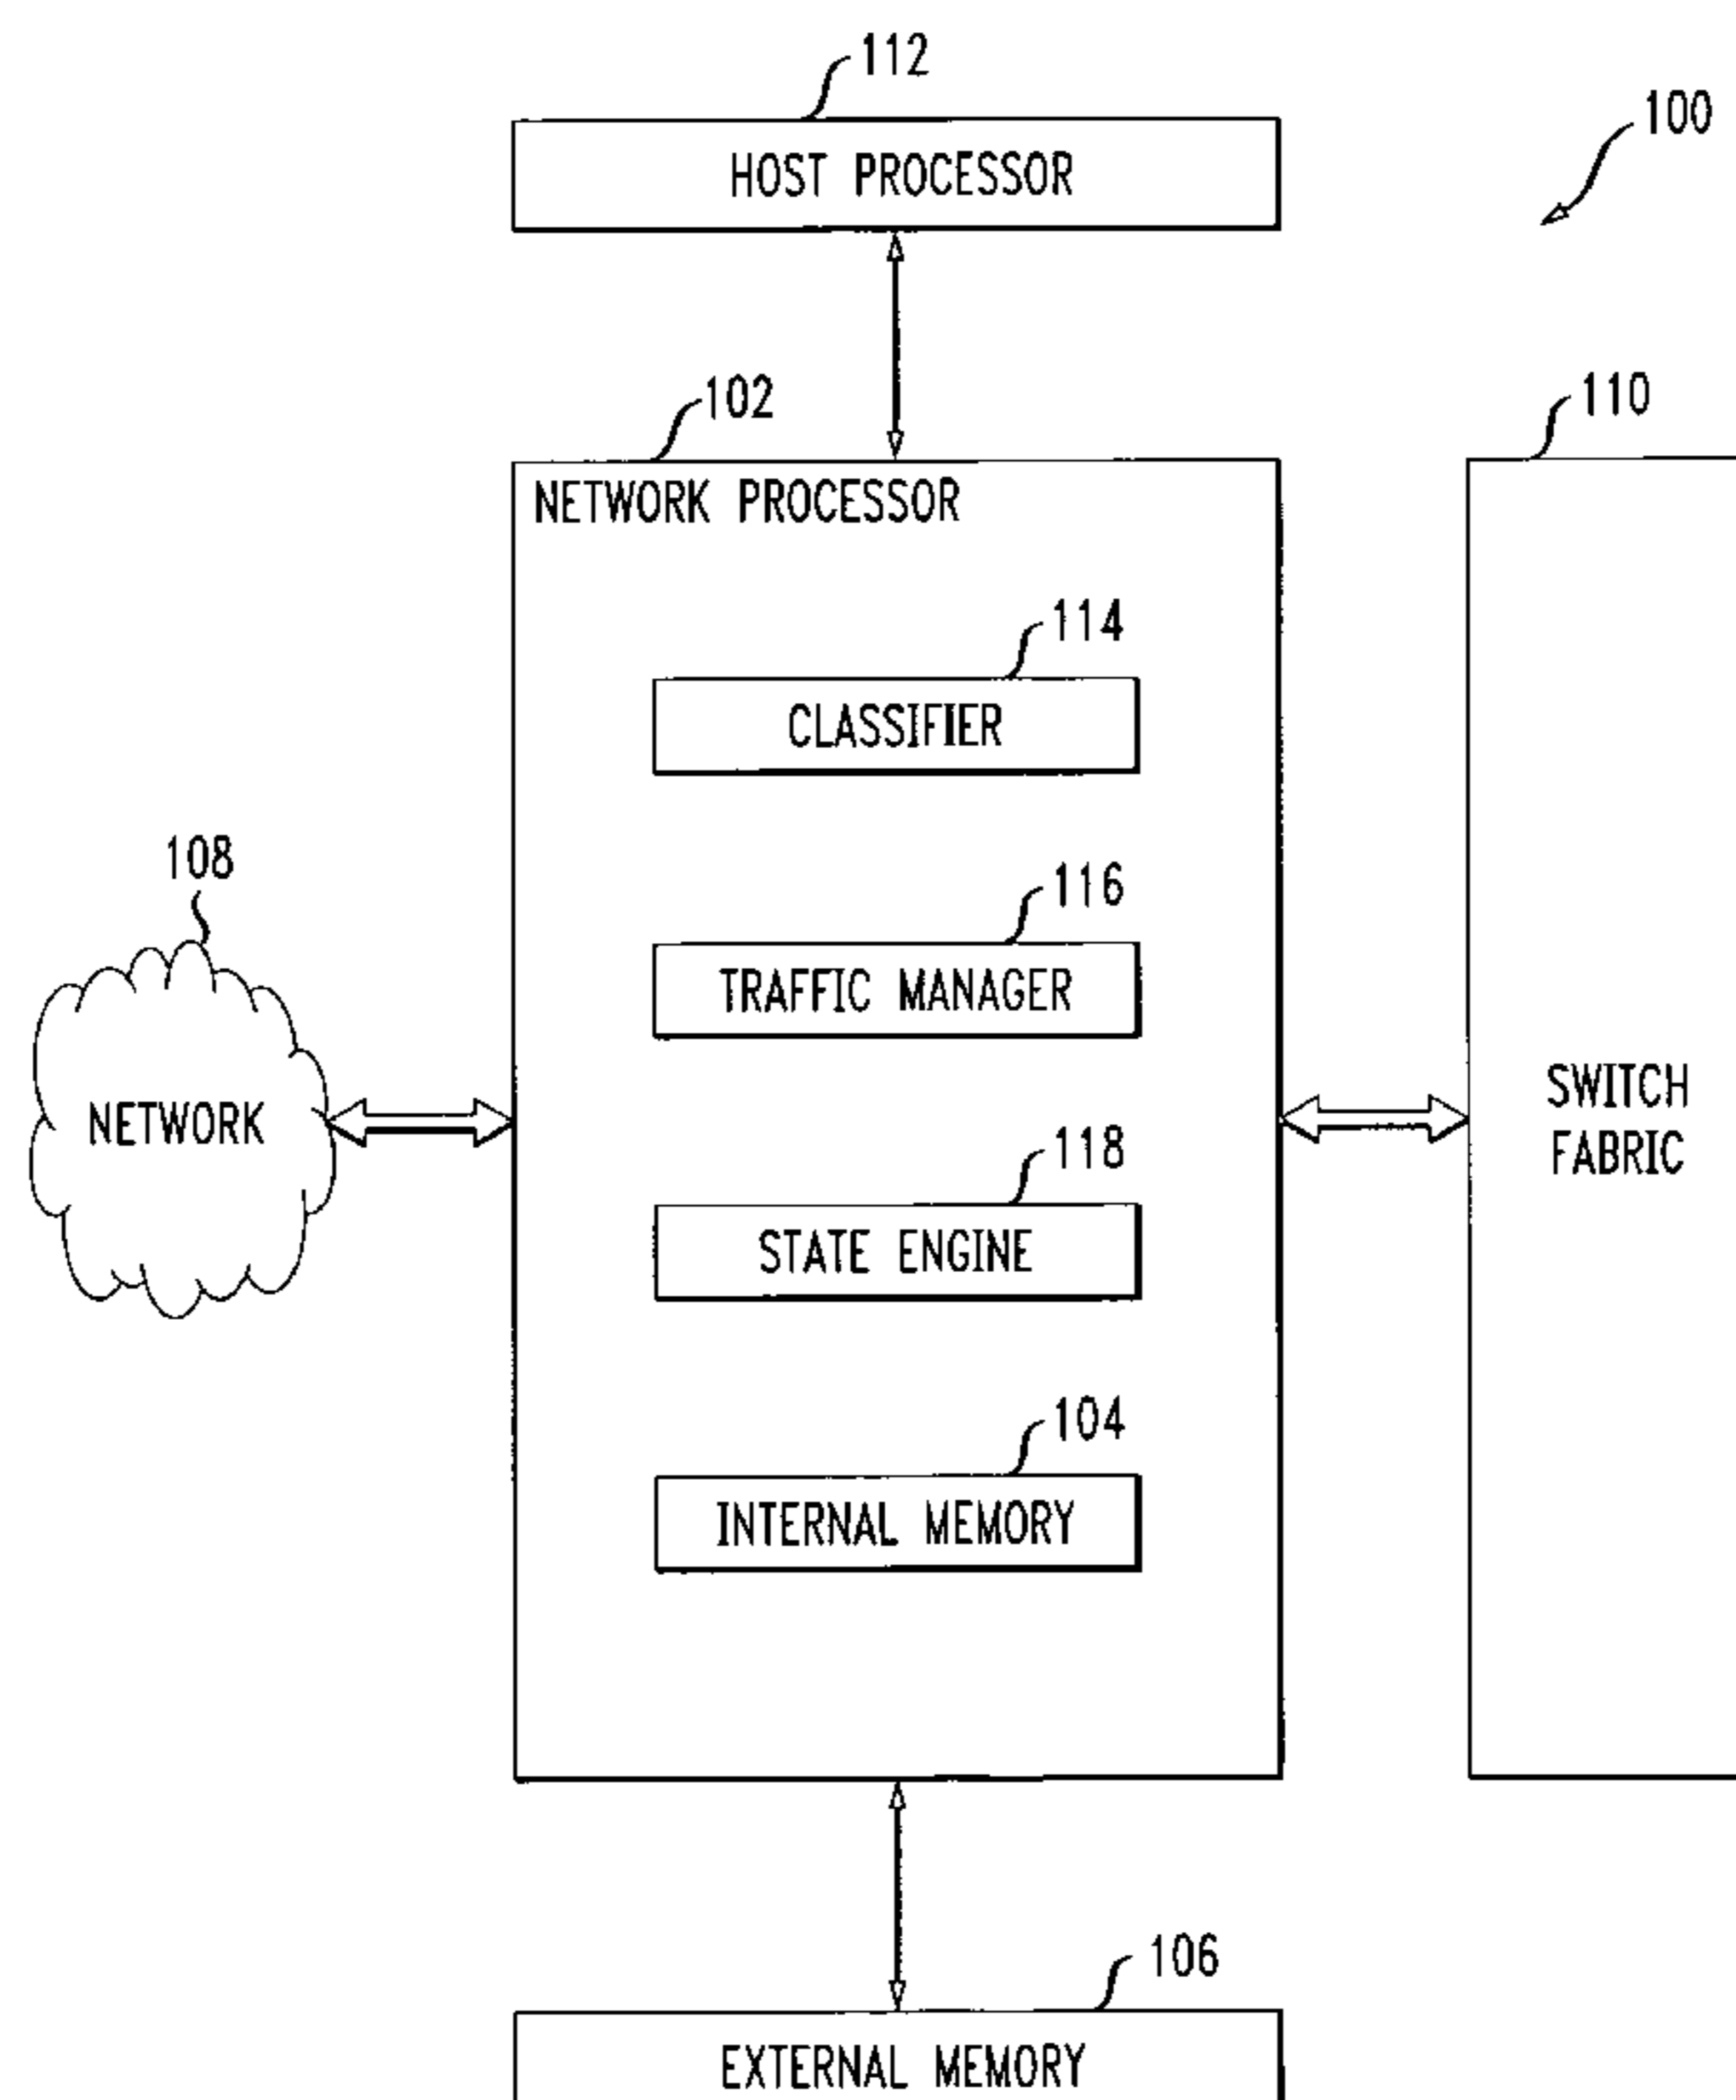 112
100
HOST PROCESSOR
102
110
NETWORK PROCESSOR
114
CLASSIFIER
108
116
TRAFFIC MANAGER
NETWORK
SWITCH
FABRIC
118
STATE ENGINE
104
INTERNAL MEMORY
106
EXTERNAL MEMORY